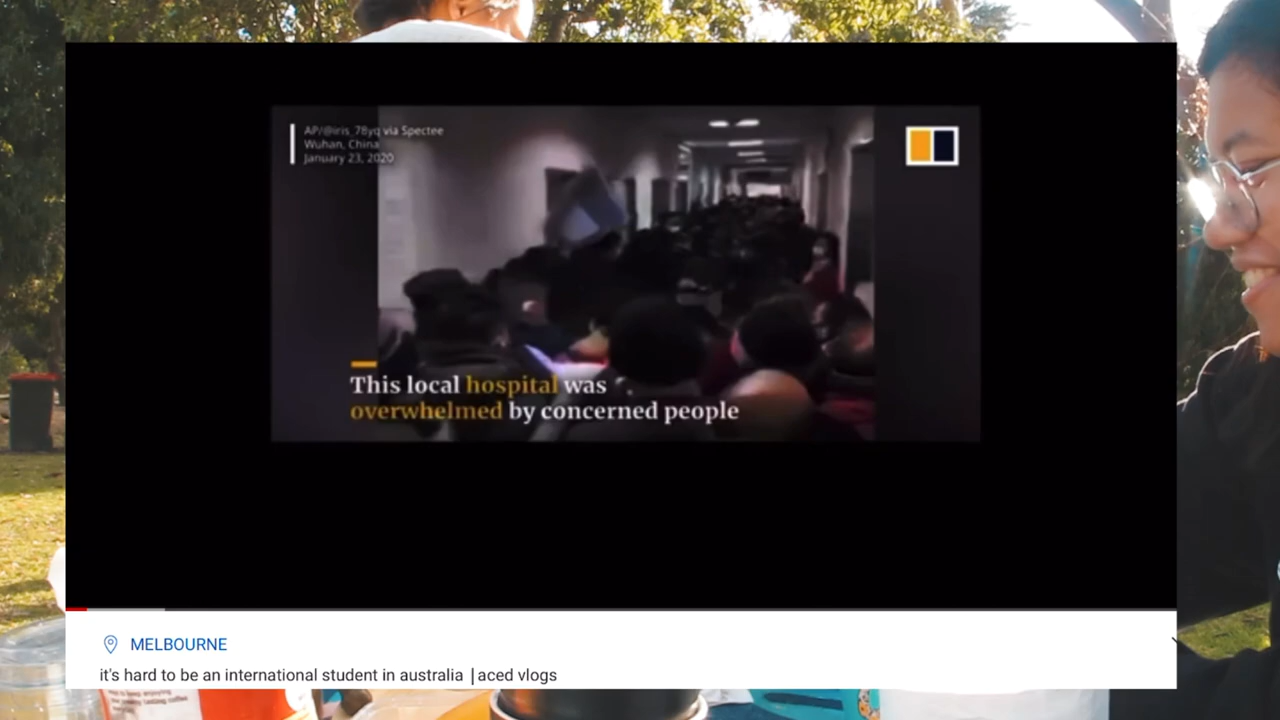 AP/@iris_78yq via Spectee
Wuhan, China
January 23, 2020
This local hospital was
overwhelmed by concerned people
MELBOURNE
it's hard to be an international student in australia |aced vlogs